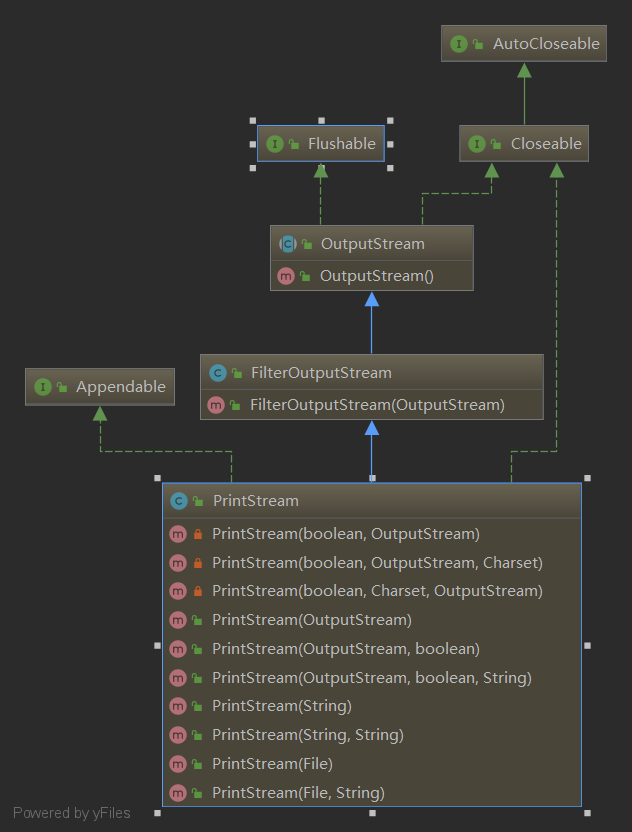 I AutoCloseable
I Flushable
I Closeable
C OutputStream
m OutputStream()
C FilterOutputStream
m FilterOutputStream(OutputStream)
I Appendable
C PrintStream
m PrintStream(boolean, OutputStream)
m PrintStream(boolean, OutputStream, Charset)
m PrintStream(boolean, Charset, OutputStream)
m PrintStream(OutputStream)
m PrintStream(OutputStream, boolean)
m PrintStream(OutputStream, boolean, String)
m PrintStream(String)
m PrintStream(String, String)
m PrintStream(File)
m PrintStream(File, String)
Powered by yFiles